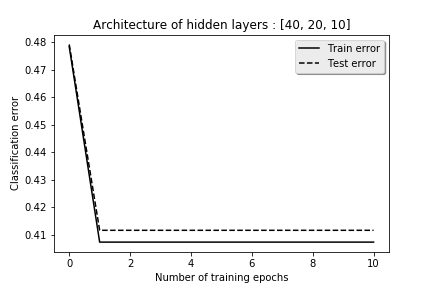 Architecture of hidden layers : [40, 20, 10]
Train error
Test error
0.48
0.47
0.46
0.45
0.44
0.43
0.42
0.41
Classification error
0 2 4 6 8 10
Number of training epochs